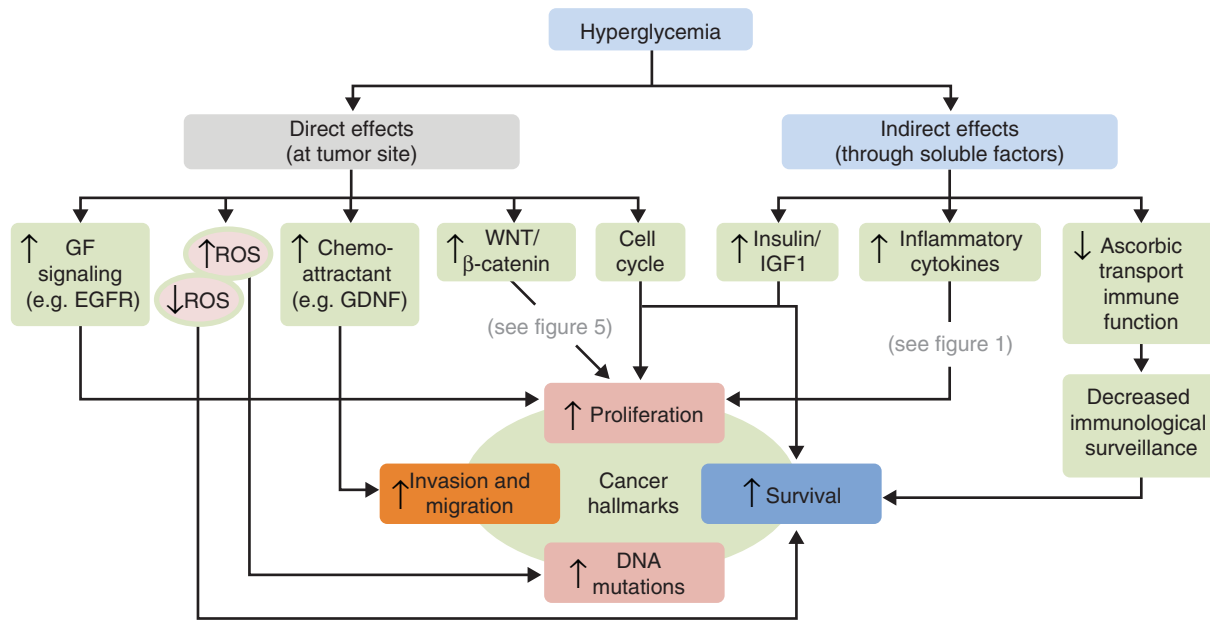 Hyperglycemia
Direct effects
(at tumor site)
Indirect effects
(through soluble factors)
↑ GF
signaling
(e.g. EGFR)
↑ROS
↓ROS
↑ Chemo-
attractant
(e.g. GDNF)
↑ WNT/
β-catenin
Cell
cycle
↑ Insulin/
IGF1
↑ Inflammatory
cytokines
↓ Ascorbic
transport
immune
function
(see figure 5)
(see figure 1)
↑ Proliferation
Decreased
immunological
surveillance
↑ Invasion and
migration
Cancer
hallmarks
↑ Survival
↑ DNA
mutations